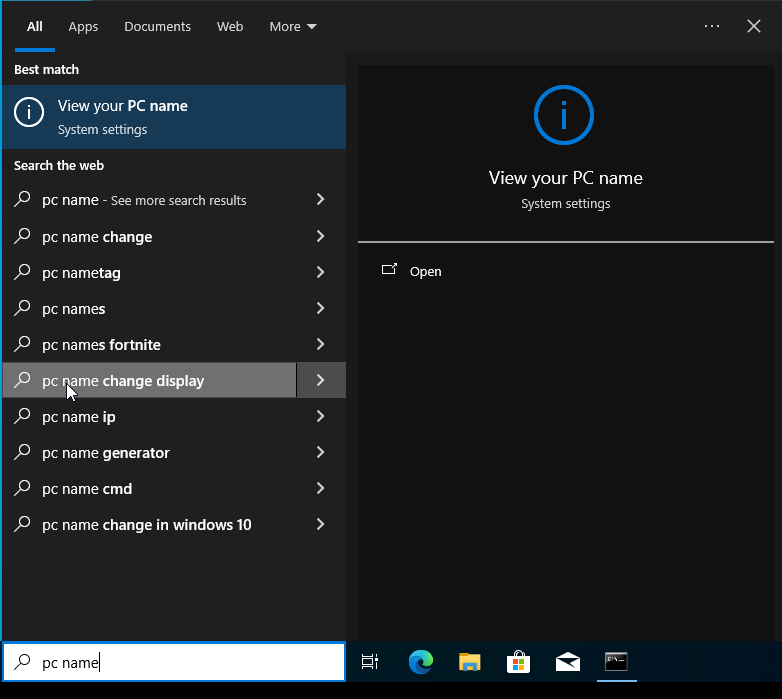 All Apps Documents Web More
Best match
View your PC name
System settings
Search the web
pc name - See more search results
pc name change
pc nametag
pc names
pc names fortnite
pc name change display
pc name ip
pc name generator
pc name cmd
pc name change in windows 10
View your PC name
System settings
Open
pc name